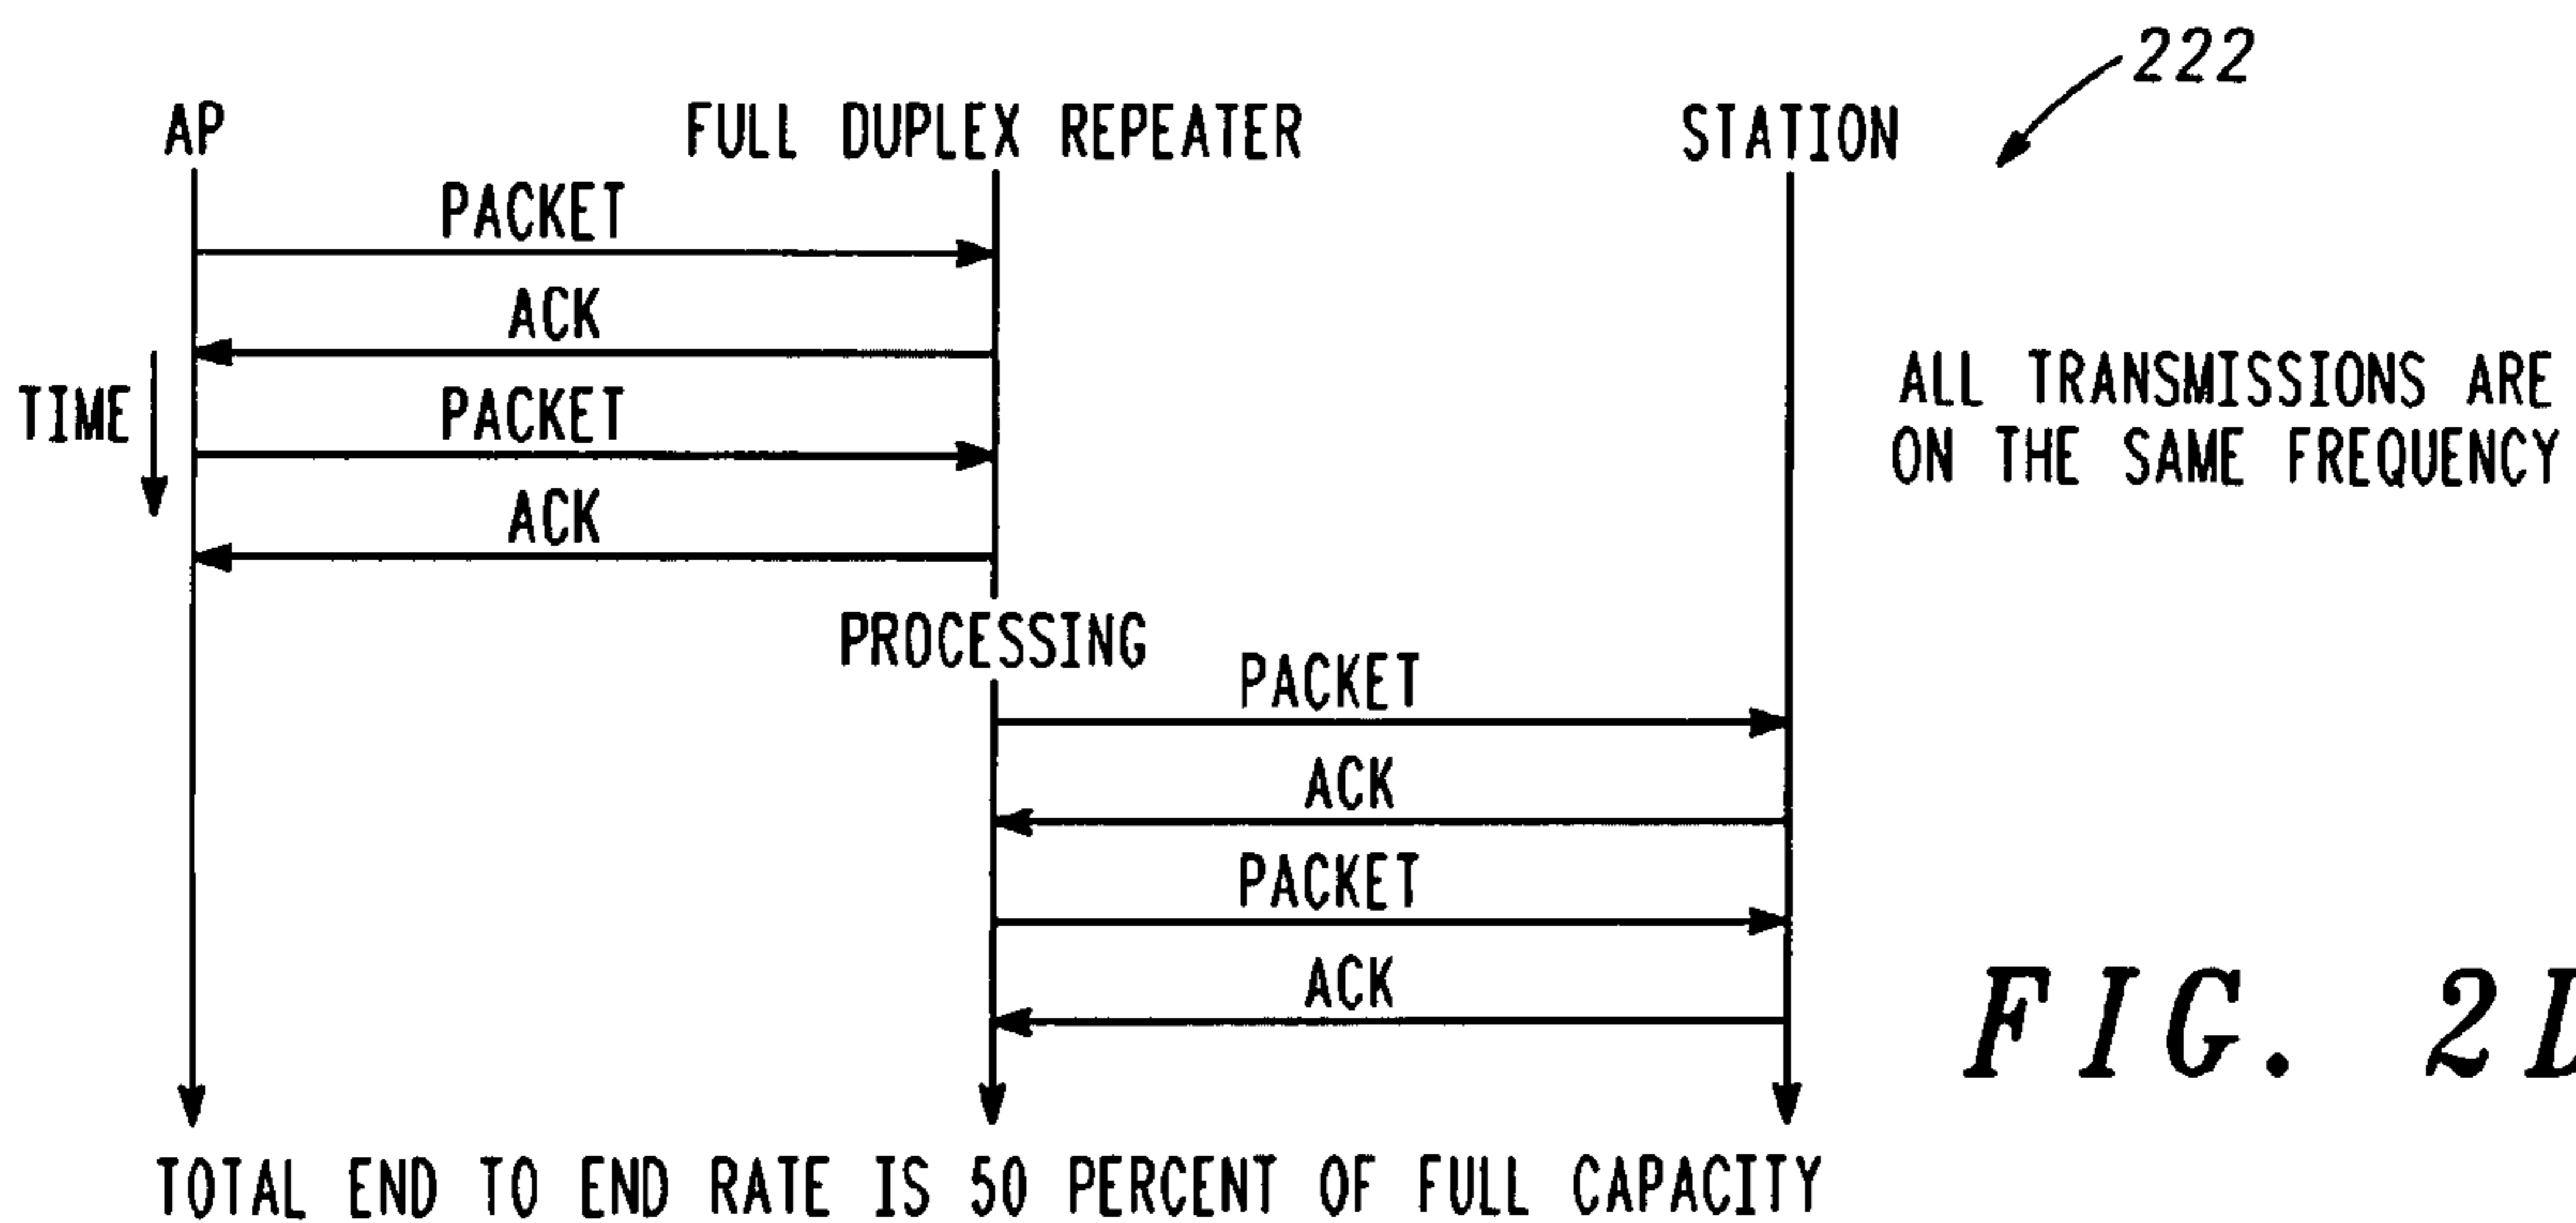 222
AP
FULL DUPLEX REPEATER
STATION
PACKET
ACK
TIME
PACKET
ACK
ALL TRANSMISSIONS ARE
ON THE SAME FREQUENCY
PROCESSING
PACKET
ACK
PACKET
ACK
FIG. 2
TOTAL END TO END RATE IS 50 PERCENT OF FULL CAPACITY